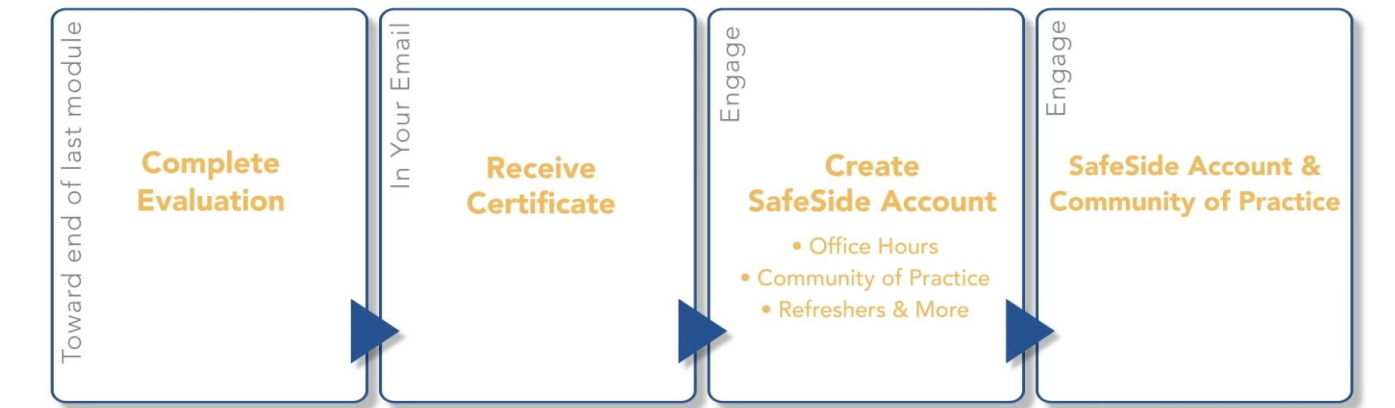 Toward end of last module
Complete
Evaluation
In Your Email
Receive
Certificate
Engage
Create
SafeSide Account
• Office Hours
• Community of Practice
• Refreshers & More
Engage
SafeSide Account &
Community of Practice